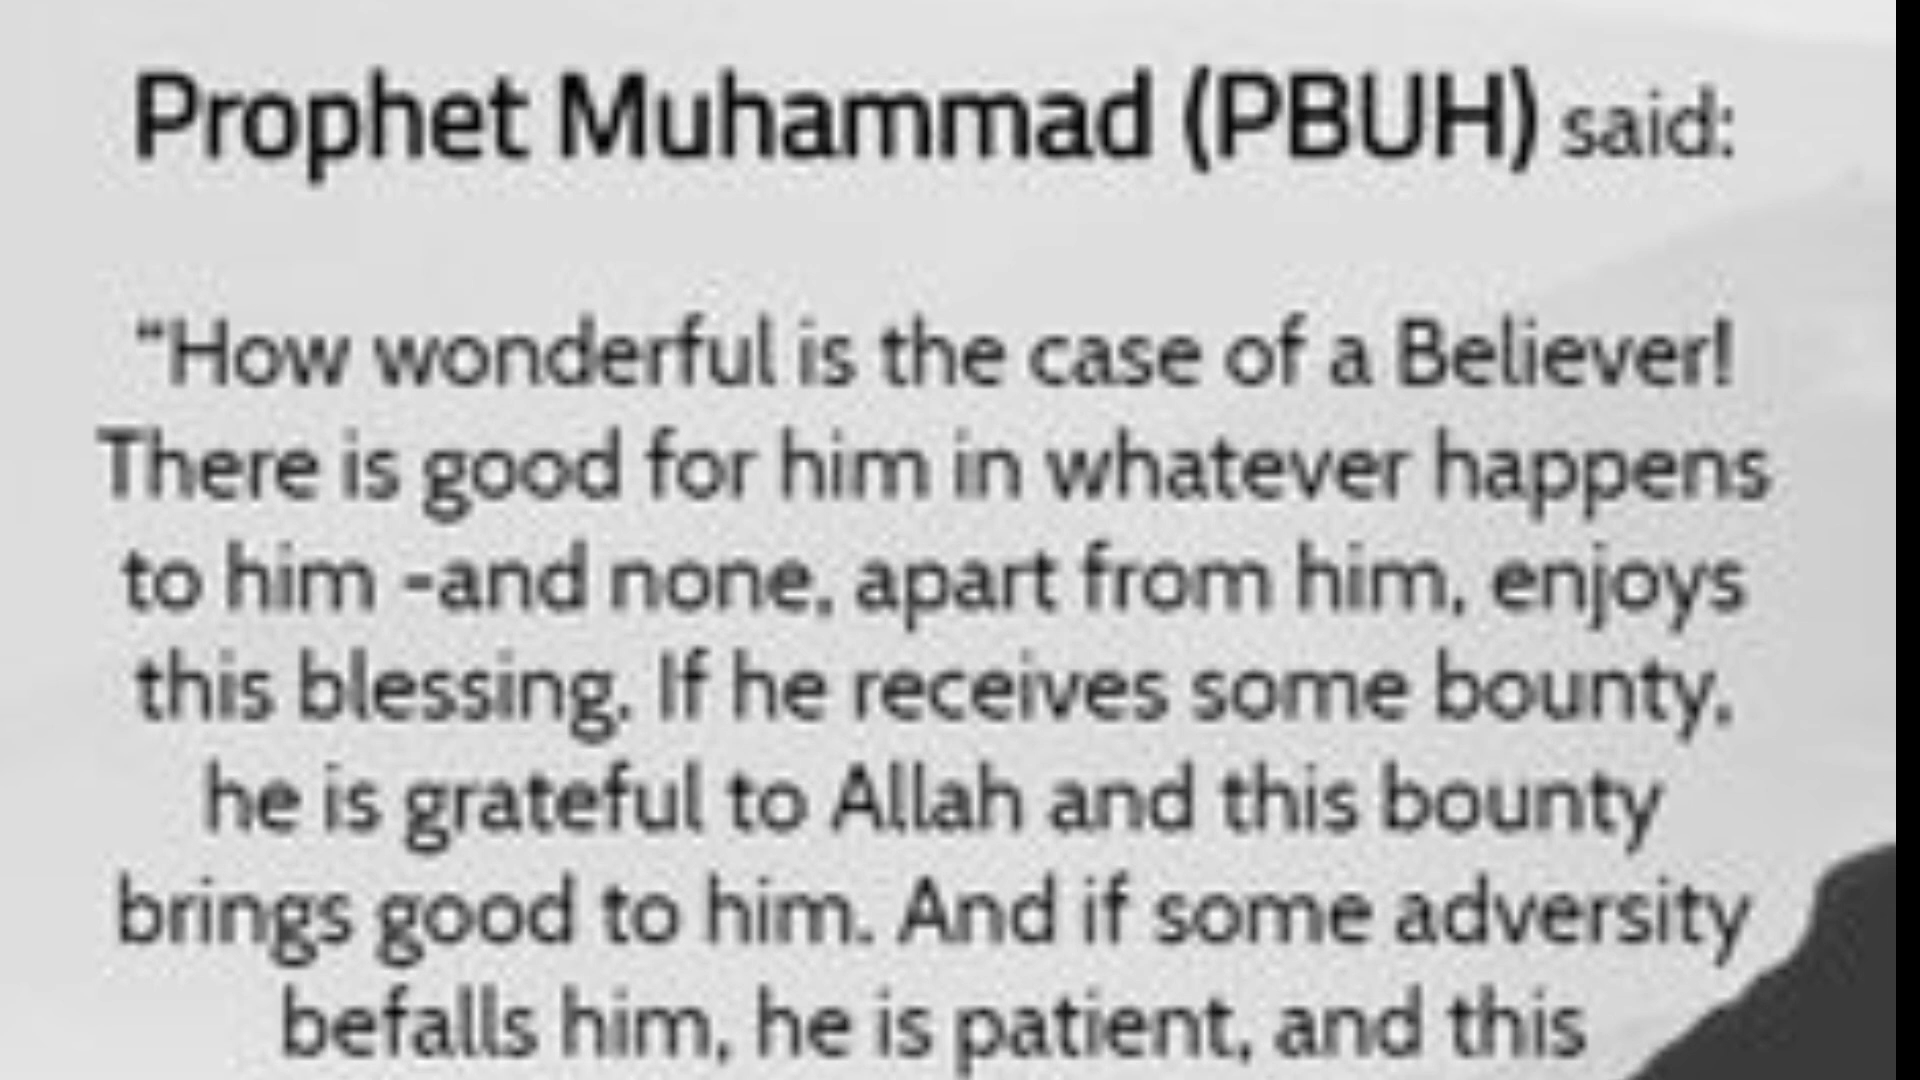 Prophet Muhammad (PBUH) said:
“How wonderful is the case of a Believer!
There is good for him in whatever happens
to him -and none, apart from him, enjoys
this blessing. If he receives some bounty,
he is grateful to Allah and this bounty
brings good to him. And if some adversity
befalls him, he is patient, and this